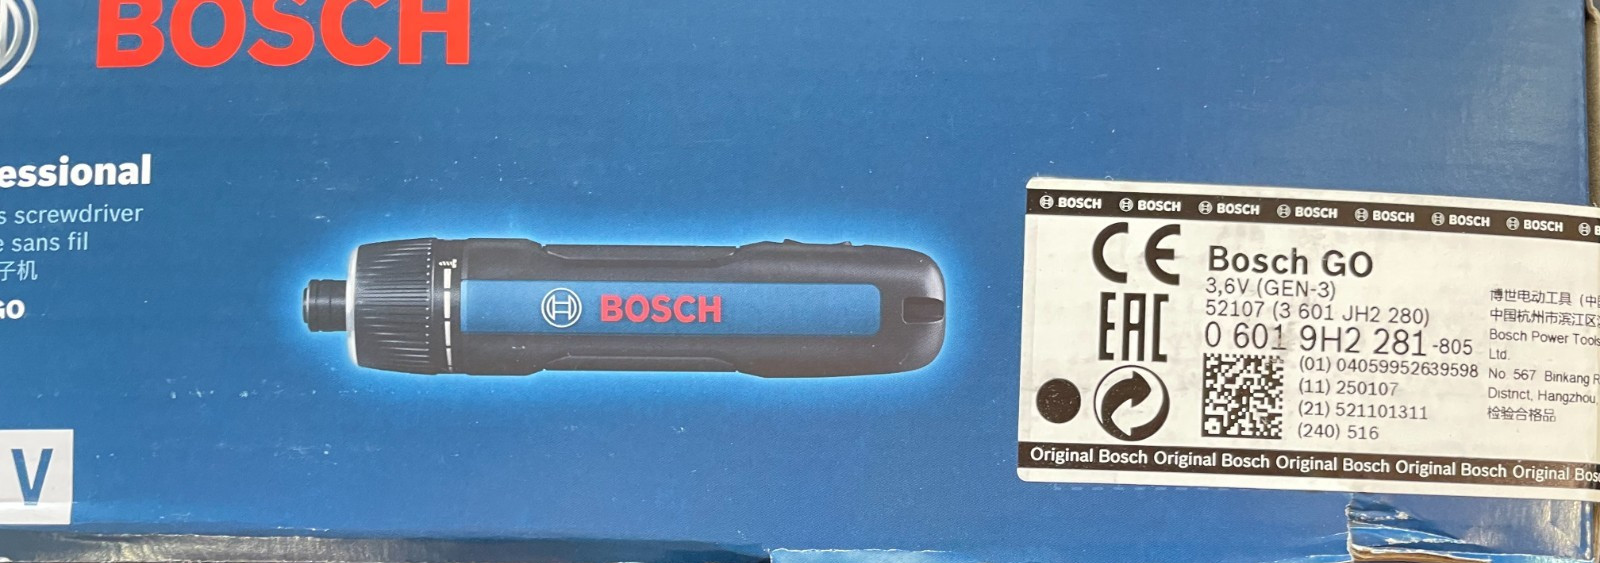 BOSCH
essional
s screwdriver
e sans fil
子机
GO
V
BOSCH
BOSCH BOSCH BOSCH BOSCH BOSCH BOSCH BOSCH
CE
EAC
Bosch GO
3,6V (GEN-3)
52107 (3 601 JH2 280)
0 601 9H2 281-805
(01) 04059952639598
(11) 250107
(21) 521101311
(240) 516
博世电动工具（中
中国杭州市滨江区
Bosch Power Tools
Ltd.
No. 567 Binkang R
District, Hangzhou,
检验合格品
Original Bosch Original Bosch Original Bosch Original Bosch Original Bos